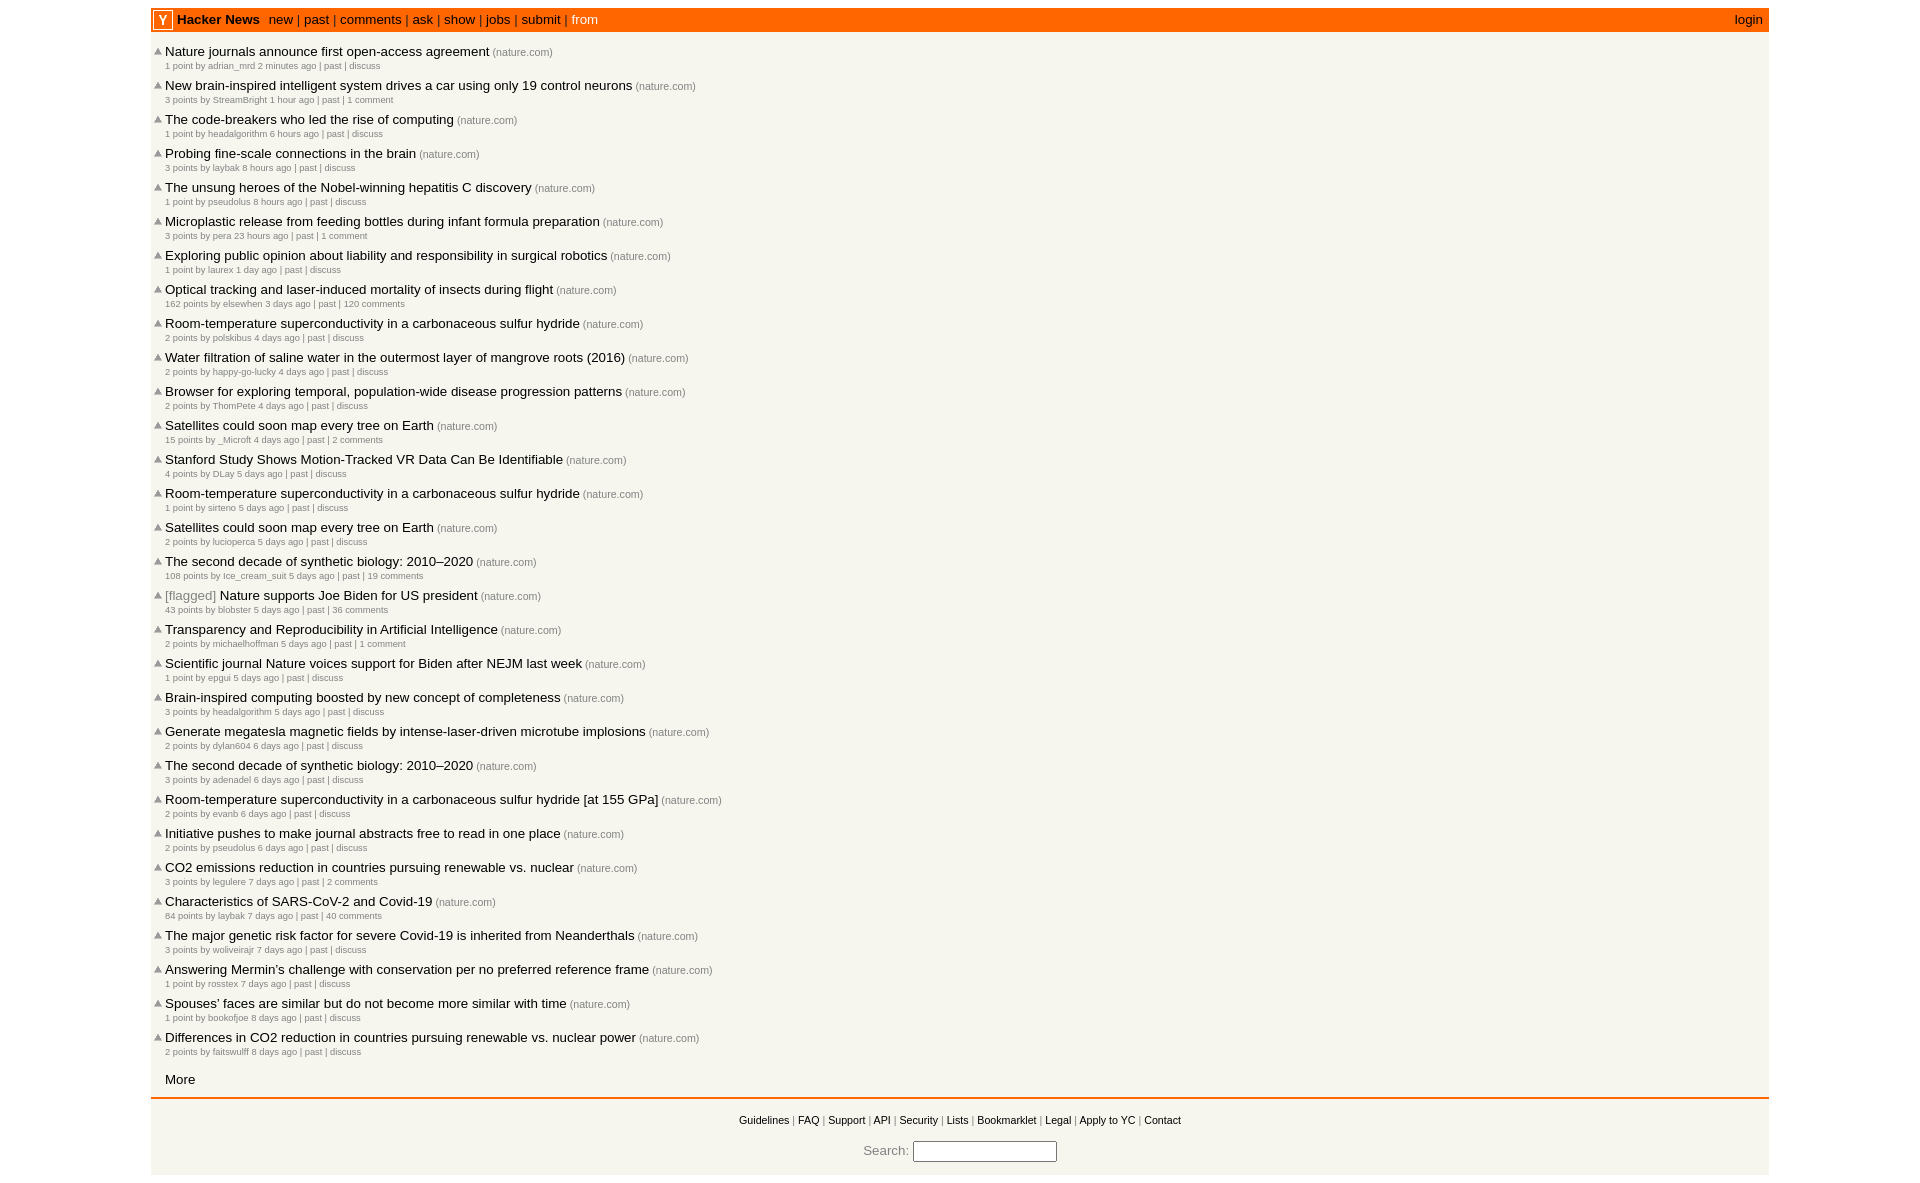 Y Hacker News new | past | comments | ask | show | jobs | submit | from login
Nature journals announce first open-access agreement (nature.com)
1 point by adrian_mrd 2 minutes ago | past | discuss
New brain-inspired intelligent system drives a car using only 19 control neurons (nature.com)
3 points by StreamBright 1 hour ago | past | 1 comment
The code-breakers who led the rise of computing (nature.com)
1 point by headalgorithm 6 hours ago | past | discuss
Probing fine-scale connections in the brain (nature.com)
3 points by laybak 8 hours ago | past | discuss
The unsung heroes of the Nobel-winning hepatitis C discovery (nature.com)
1 point by pseudolus 8 hours ago | past | discuss
Microplastic release from feeding bottles during infant formula preparation (nature.com)
3 points by pera 23 hours ago | past | 1 comment
Exploring public opinion about liability and responsibility in surgical robotics (nature.com)
1 point by laurex 1 day ago | past | discuss
Optical tracking and laser-induced mortality of insects during flight (nature.com)
162 points by elsewhen 3 days ago | past | 120 comments
Room-temperature superconductivity in a carbonaceous sulfur hydride (nature.com)
2 points by polskibus 4 days ago | past | discuss
Water filtration of saline water in the outermost layer of mangrove roots (2016) (nature.com)
2 points by happy-go-lucky 4 days ago | past | discuss
Browser for exploring temporal, population-wide disease progression patterns (nature.com)
2 points by ThomPete 4 days ago | past | discuss
Satellites could soon map every tree on Earth (nature.com)
15 points by _Microft 4 days ago | past | 2 comments
Stanford Study Shows Motion-Tracked VR Data Can Be Identifiable (nature.com)
4 points by DLay 5 days ago | past | discuss
Room-temperature superconductivity in a carbonaceous sulfur hydride (nature.com)
1 point by sirteno 5 days ago | past | discuss
Satellites could soon map every tree on Earth (nature.com)
2 points by lucioperca 5 days ago | past | discuss
The second decade of synthetic biology: 2010–2020 (nature.com)
108 points by Ice_cream_suit 5 days ago | past | 19 comments
[flagged] Nature supports Joe Biden for US president (nature.com)
43 points by blobster 5 days ago | past | 36 comments
Transparency and Reproducibility in Artificial Intelligence (nature.com)
2 points by michaelhoffman 5 days ago | past | 1 comment
Scientific journal Nature voices support for Biden after NEJM last week (nature.com)
1 point by epgui 5 days ago | past | discuss
Brain-inspired computing boosted by new concept of completeness (nature.com)
3 points by headalgorithm 5 days ago | past | discuss
Generate megatesla magnetic fields by intense-laser-driven microtube implosions (nature.com)
2 points by dylan604 6 days ago | past | discuss
The second decade of synthetic biology: 2010–2020 (nature.com)
3 points by adenadel 6 days ago | past | discuss
Room-temperature superconductivity in a carbonaceous sulfur hydride [at 155 GPa] (nature.com)
2 points by evanb 6 days ago | past | discuss
Initiative pushes to make journal abstracts free to read in one place (nature.com)
2 points by pseudolus 6 days ago | past | discuss
CO2 emissions reduction in countries pursuing renewable vs. nuclear (nature.com)
3 points by legulere 7 days ago | past | 2 comments
Characteristics of SARS-CoV-2 and Covid-19 (nature.com)
84 points by laybak 7 days ago | past | 40 comments
The major genetic risk factor for severe Covid-19 is inherited from Neanderthals (nature.com)
3 points by woliveirajr 7 days ago | past | discuss
Answering Mermin’s challenge with conservation per no preferred reference frame (nature.com)
1 point by rosstex 7 days ago | past | discuss
Spouses’ faces are similar but do not become more similar with time (nature.com)
1 point by bookofjoe 8 days ago | past | discuss
Differences in CO2 reduction in countries pursuing renewable vs. nuclear power (nature.com)
2 points by faitswulff 8 days ago | past | discuss
More
Guidelines | FAQ | Support | API | Security | Lists | Bookmarklet | Legal | Apply to YC | Contact
Search: